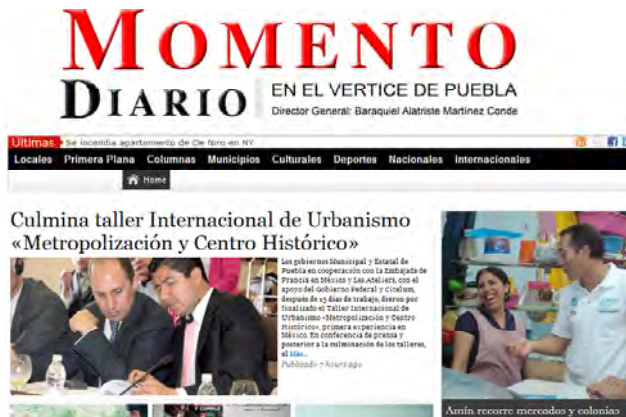 MOMENTO
DIARIO
EN EL VERTICE DE PUEBLA
Director General: Baraquiel Alatriste Martínez Conde
Ultimas
Se incendia apartamento de De Niro en NY
Locales Primera Plana Columnas Municipios Culturales Deportes Nacionales Internacionales
Home
Culmina taller Internacional de Urbanismo
«Metropolización y Centro Histórico»
Los gobiernos Municipal y Estatal de
Puebla en cooperación con la Embajada de
Francia en México y Les Ateliers, con el
apoyo del Gobierno Federal y Citelum,
después de 15 días de trabajo, dieron por
finalizado el Taller Internacional de
Urbanismo «Metropolización y Centro
Histórico», primera experiencia en
México. En conferencia de prensa y
posterior a la culminación de los talleres,
el Más...
Publicado 7 hours ago
Amín recorre mercados y colonias